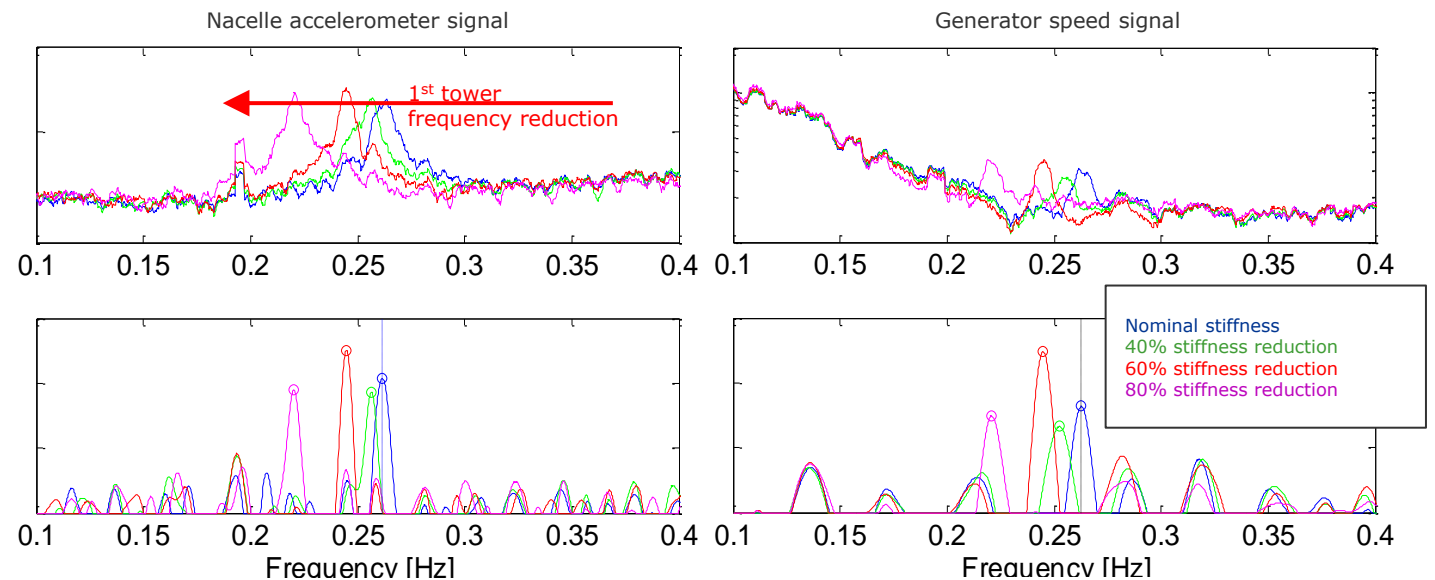 Nacelle accelerometer signal
Generator speed signal
1st tower
frequency reduction
0.1 0.15 0.2 0.25 0.3 0.35 0.4
0.1 0.15 0.2 0.25 0.3 0.35 0.4
Nominal stiffness
40% stiffness reduction
60% stiffness reduction
80% stiffness reduction
0.1 0.15 0.2 0.25 0.3 0.35 0.4
0.1 0.15 0.2 0.25 0.3 0.35 0.4
Frequency [Hz]
Frequency [Hz]